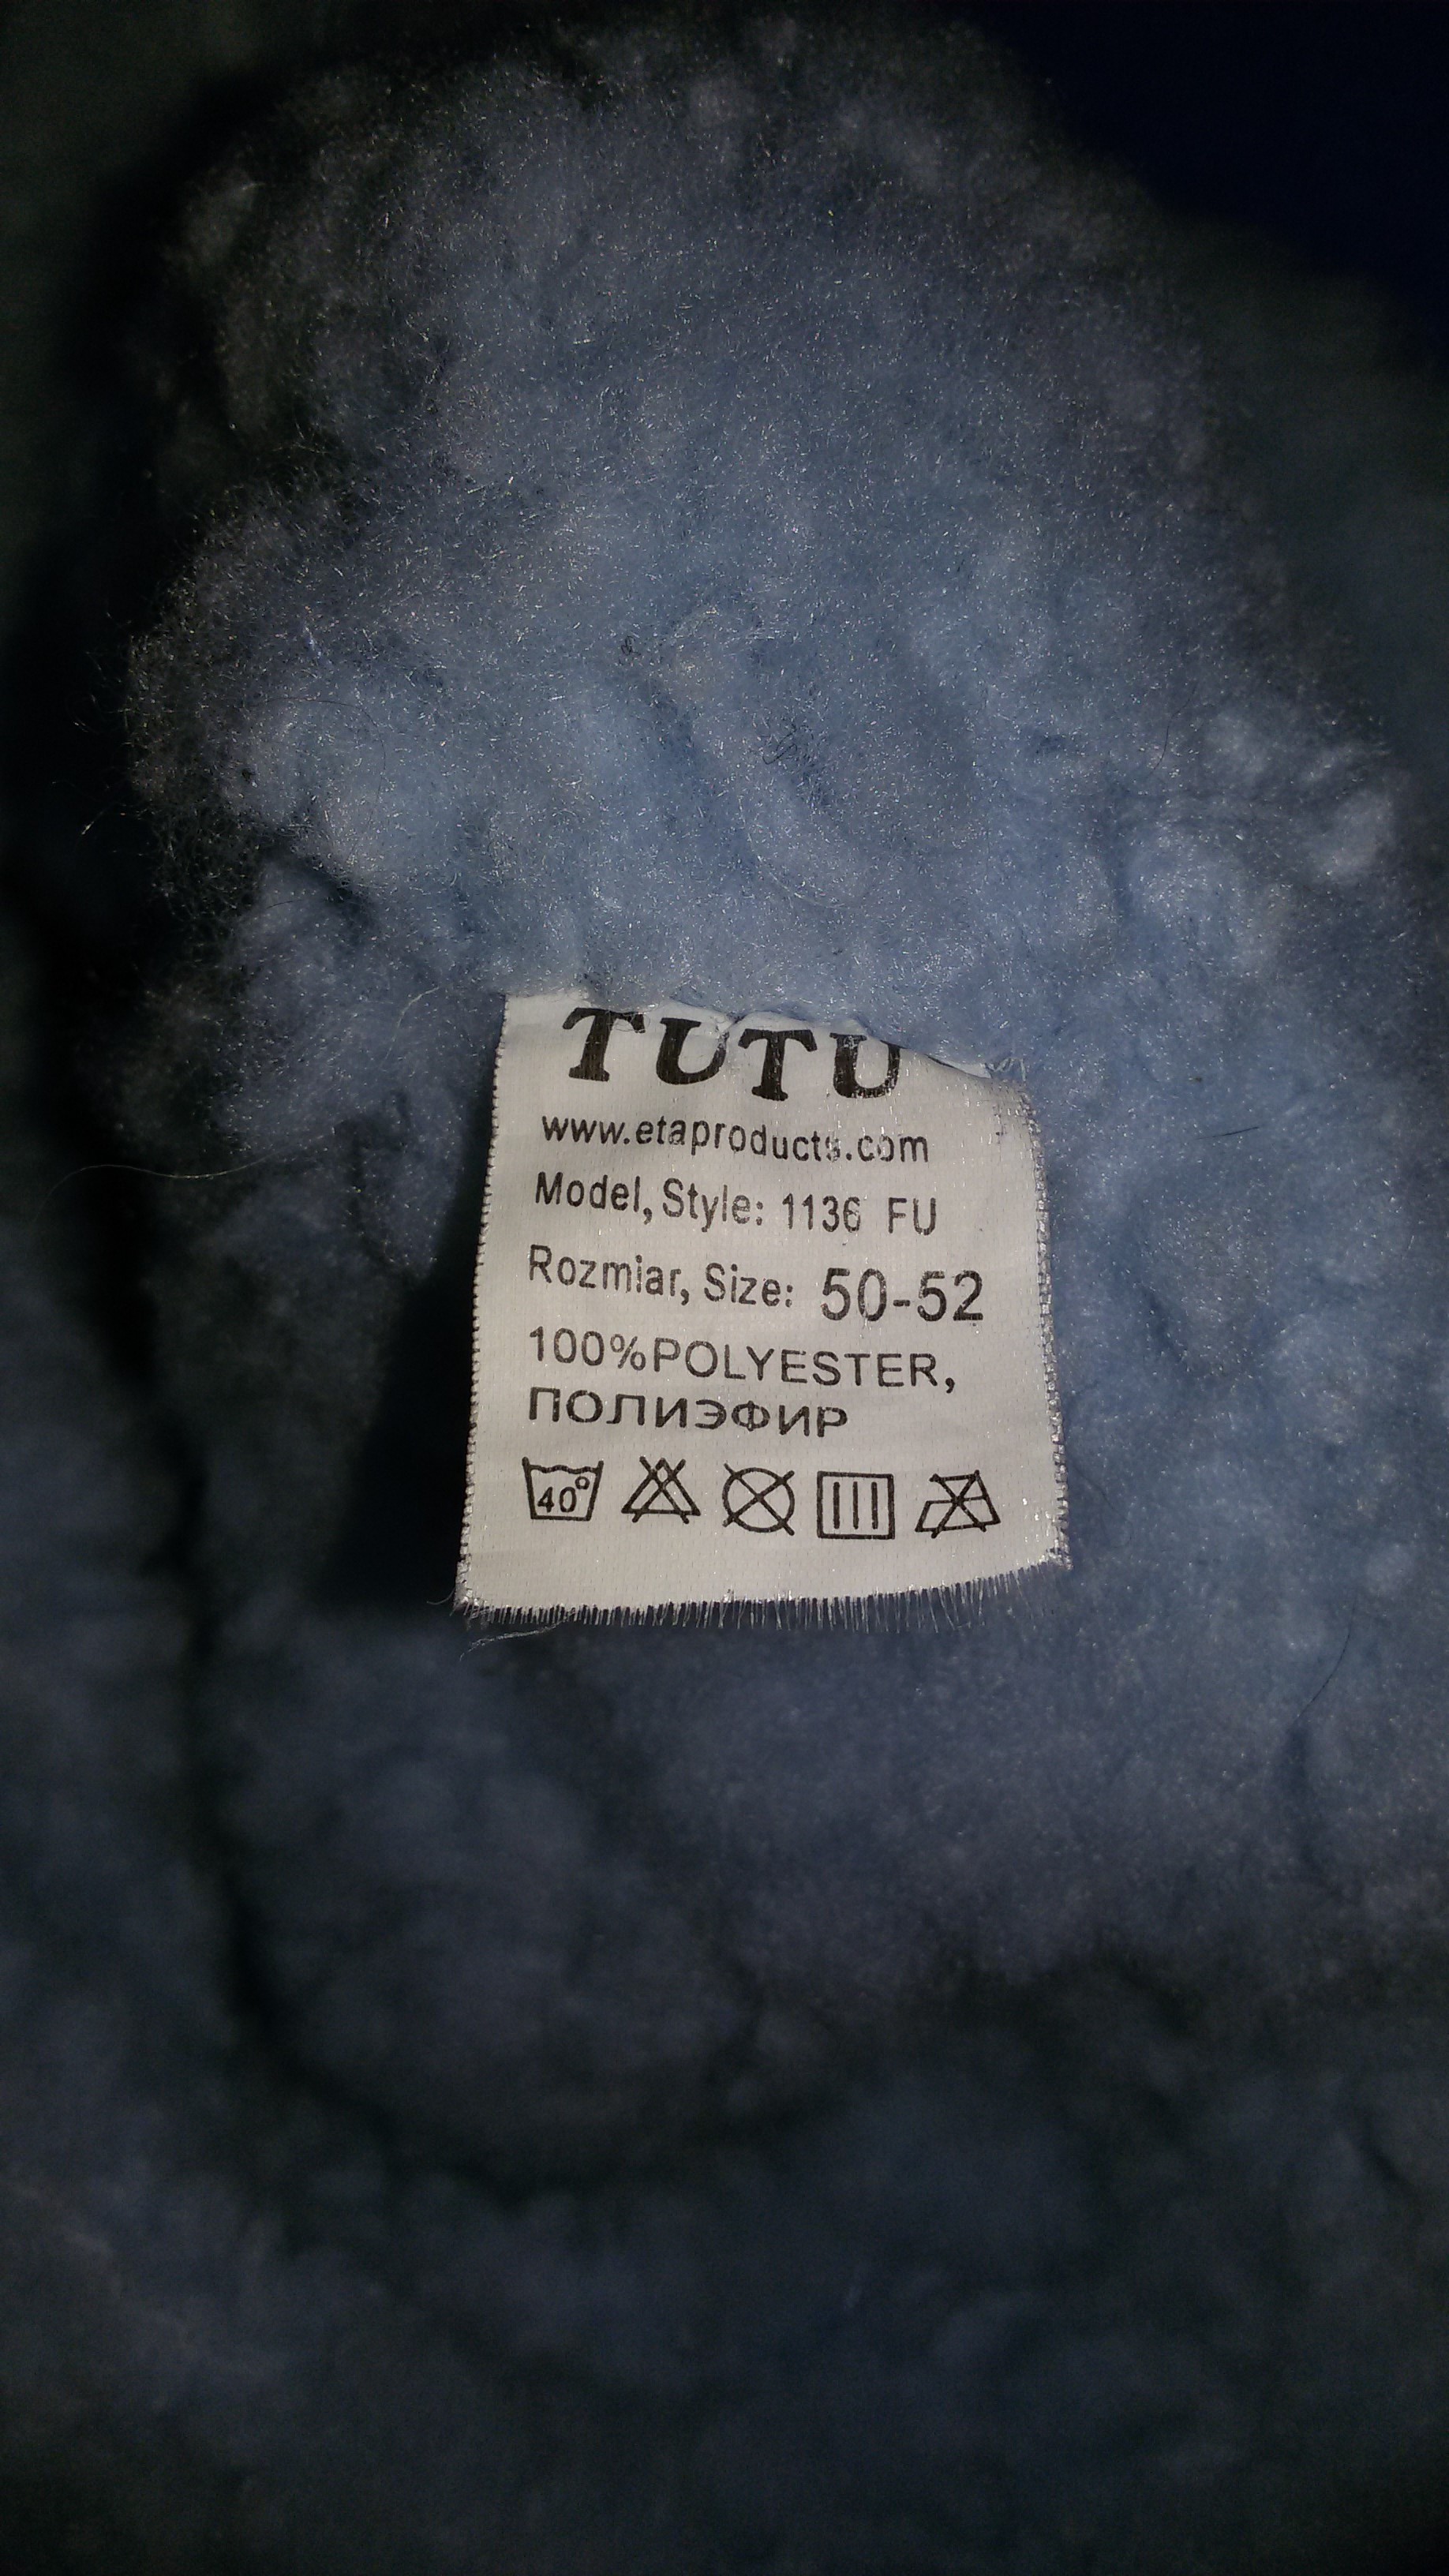 TUTU
www.etaproducts.com
Model, Style: 1136 FU
Rozmiar, Size: 50-52
100%POLYESTER,
ПОЛИЭФИР
40°